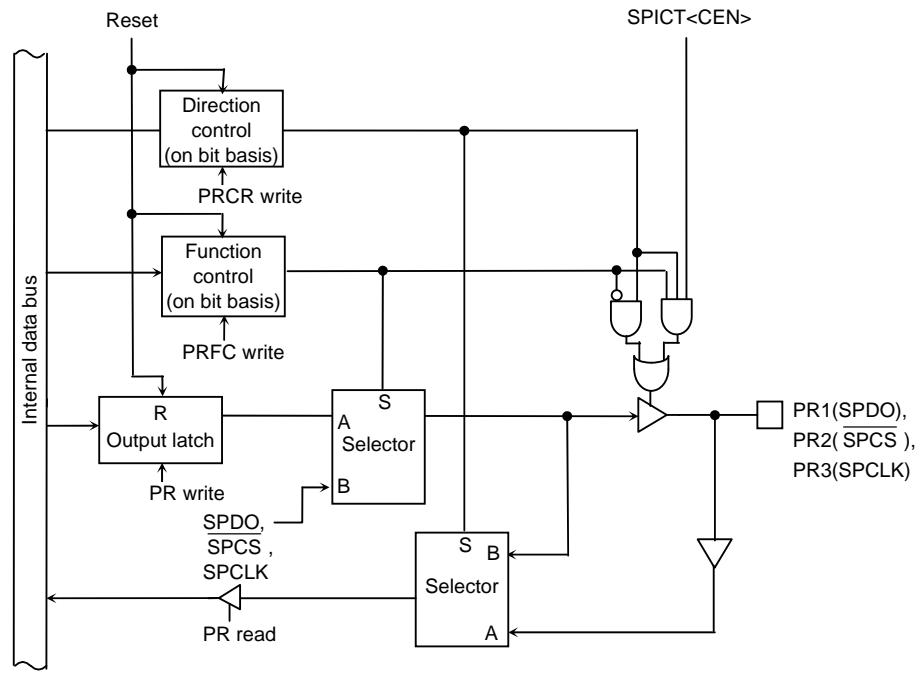 Reset
SPICT<CEN>
Direction
control
(on bit basis)
PRCR write
Function
control
(on bit basis)
PRFC write
Internal data bus
R
Output latch
PR write
S
A
Selector
B
PR1(SPDO),
PR2( SPCS ),
PR3(SPCLK)
SPDO,
SPCS ,
SPCLK
S
B
Selector
A
PR read